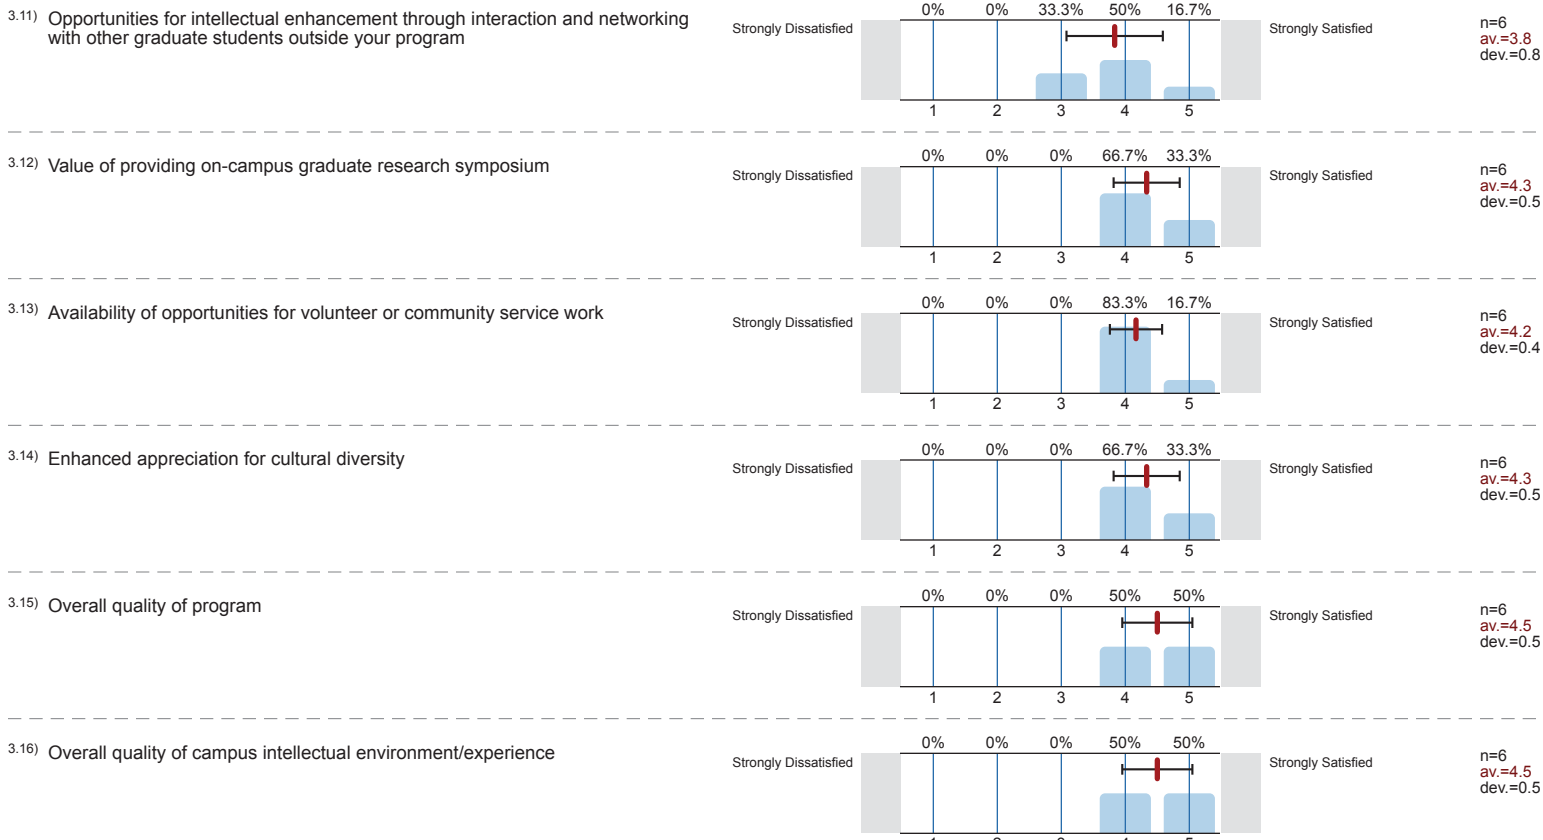 3.11) Opportunities for intellectual enhancement through interaction and networking
with other graduate students outside your program
0% 0% 33.3% 50% 16.7%
Strongly Dissatisfied
Strongly Satisfied
n=6
av.=3.8
dev.=0.8
1 2 3 4 5
3.12) Value of providing on-campus graduate research symposium
0% 0% 0% 66.7% 33.3%
Strongly Dissatisfied
Strongly Satisfied
n=6
av.=4.3
dev.=0.5
1 2 3 4 5
3.13) Availability of opportunities for volunteer or community service work
0% 0% 0% 83.3% 16.7%
Strongly Dissatisfied
Strongly Satisfied
n=6
av.=4.2
dev.=0.4
1 2 3 4 5
3.14) Enhanced appreciation for cultural diversity
0% 0% 0% 66.7% 33.3%
Strongly Dissatisfied
Strongly Satisfied
n=6
av.=4.3
dev.=0.5
1 2 3 4 5
3.15) Overall quality of program
0% 0% 0% 50% 50%
Strongly Dissatisfied
Strongly Satisfied
n=6
av.=4.5
dev.=0.5
1 2 3 4 5
3.16) Overall quality of campus intellectual environment/experience
0% 0% 0% 50% 50%
Strongly Dissatisfied
Strongly Satisfied
n=6
av.=4.5
dev.=0.5